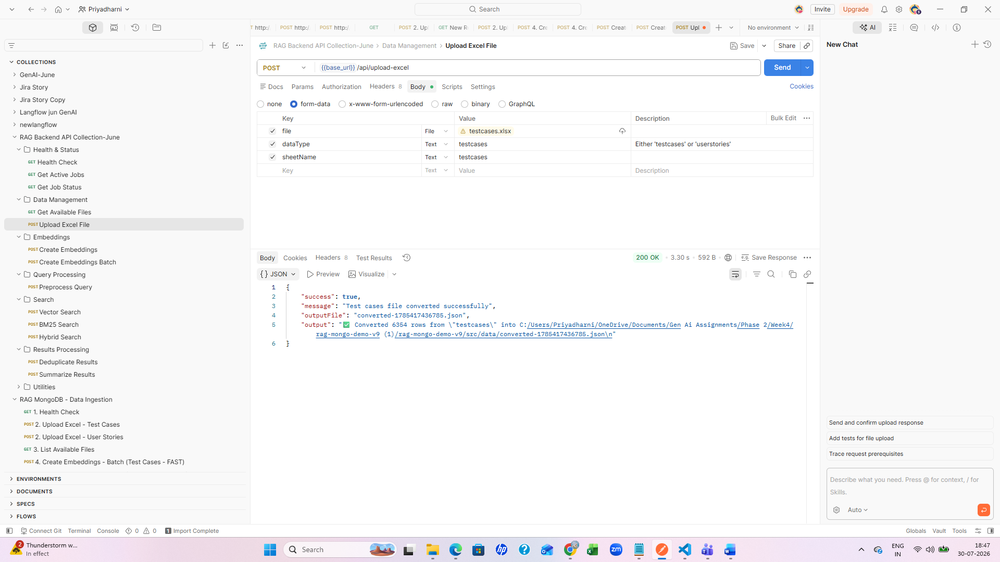 Priyadharni
Search
Invite
Upgrade
COLLECTIONS
GenAI-June
Jira Story
Jira Story Copy
Langflow jun GenAI
newlangflow
RAG Backend API Collection-June
Health & Status
GET Health Check
GET Get Active Jobs
GET Get Job Status
Data Management
GET Get Available Files
POST Upload Excel File
Embeddings
POST Create Embeddings
POST Create Embeddings Batch
Query Processing
POST Preprocess Query
Search
POST Vector Search
POST BM25 Search
POST Hybrid Search
Results Processing
POST Deduplicate Results
POST Summarize Results
Utilities
RAG MongoDB - Data Ingestion
GET 1. Health Check
POST 2. Upload Excel - Test Cases
POST 2. Upload Excel - User Stories
GET 3. List Available Files
POST 4. Create Embeddings - Batch (Test Cases - FAST)
ENVIRONMENTS
DOCUMENTS
SPECS
FLOWS
T http:/ POST http:/ POST http:/ GET POST 2. Up GET New R POST 2. Up POST 4. Cre POST 4. Cre POST Creat POST Creat POST Upl No environment
RAG Backend API Collection-June > Data Management > Upload Excel File Save Share
POST {{base_url}} /api/upload-excel Send
Docs Params Authorization Headers 8 Body Scripts Settings Cookies
none form-data x-www-form-urlencoded raw binary GraphQL
Key Value Description Bulk Edit
file File testcases.xlsx
dataType Text testcases Either 'testcases' or 'userstories'
sheetName Text testcases
Key Text Value Description
Body Cookies Headers 8 Test Results 200 OK 3.30 s 592 B e.g. Save Response
{} JSON Preview Visualize
1 {
2 "success": true,
3 "message": "Test cases file converted successfully",
4 "outputFile": "converted-1785417436785.json",
5 "output": "✅ Converted 6354 rows from \"testcases\" into C:/Users/Priyadharni/OneDrive/Documents/Gen Ai Assignments/Phase 2/Week4/
rag-mongo-demo-v9 (1)/rag-mongo-demo-v9/src/data/converted-1785417436785.json\n"
6 }
AI
New Chat
Send and confirm upload response
Add tests for file upload
Trace request prerequisites
Describe what you need. Press @ for context, / for
Skills.
Auto
Connect Git Terminal Console 0 0 1 Import Complete
Globals Vault Tools
2
Thunderstorm w...
In effect
Search
hp
zm
ENG
IN
18:47
30-07-2026